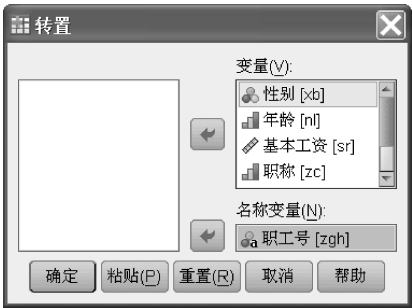 转置
变量(V):
性别 [xb]
年龄 [nl]
基本工资 [sr]
职称 [zc]
名称变量(N):
职工号 [zgh]
确定 粘贴(P) 重置(R) 取消 帮助